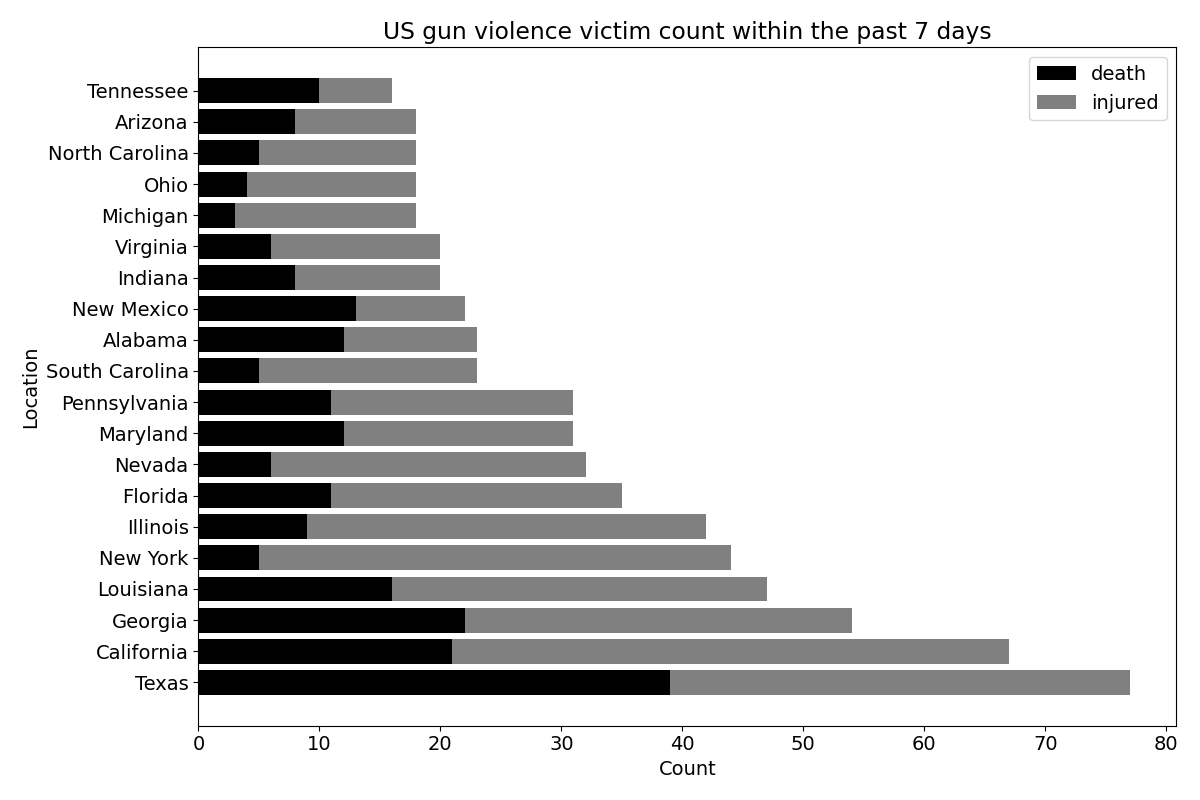 US gun violence victim count within the past 7 days
death
injured
Tennessee
Arizona
North Carolina
Ohio
Michigan
Virginia
Indiana
New Mexico
Alabama
South Carolina
Pennsylvania
Maryland
Nevada
Florida
Illinois
New York
Louisiana
Georgia
California
Texas
Location
0 10 20 30 40 50 60 70 80
Count